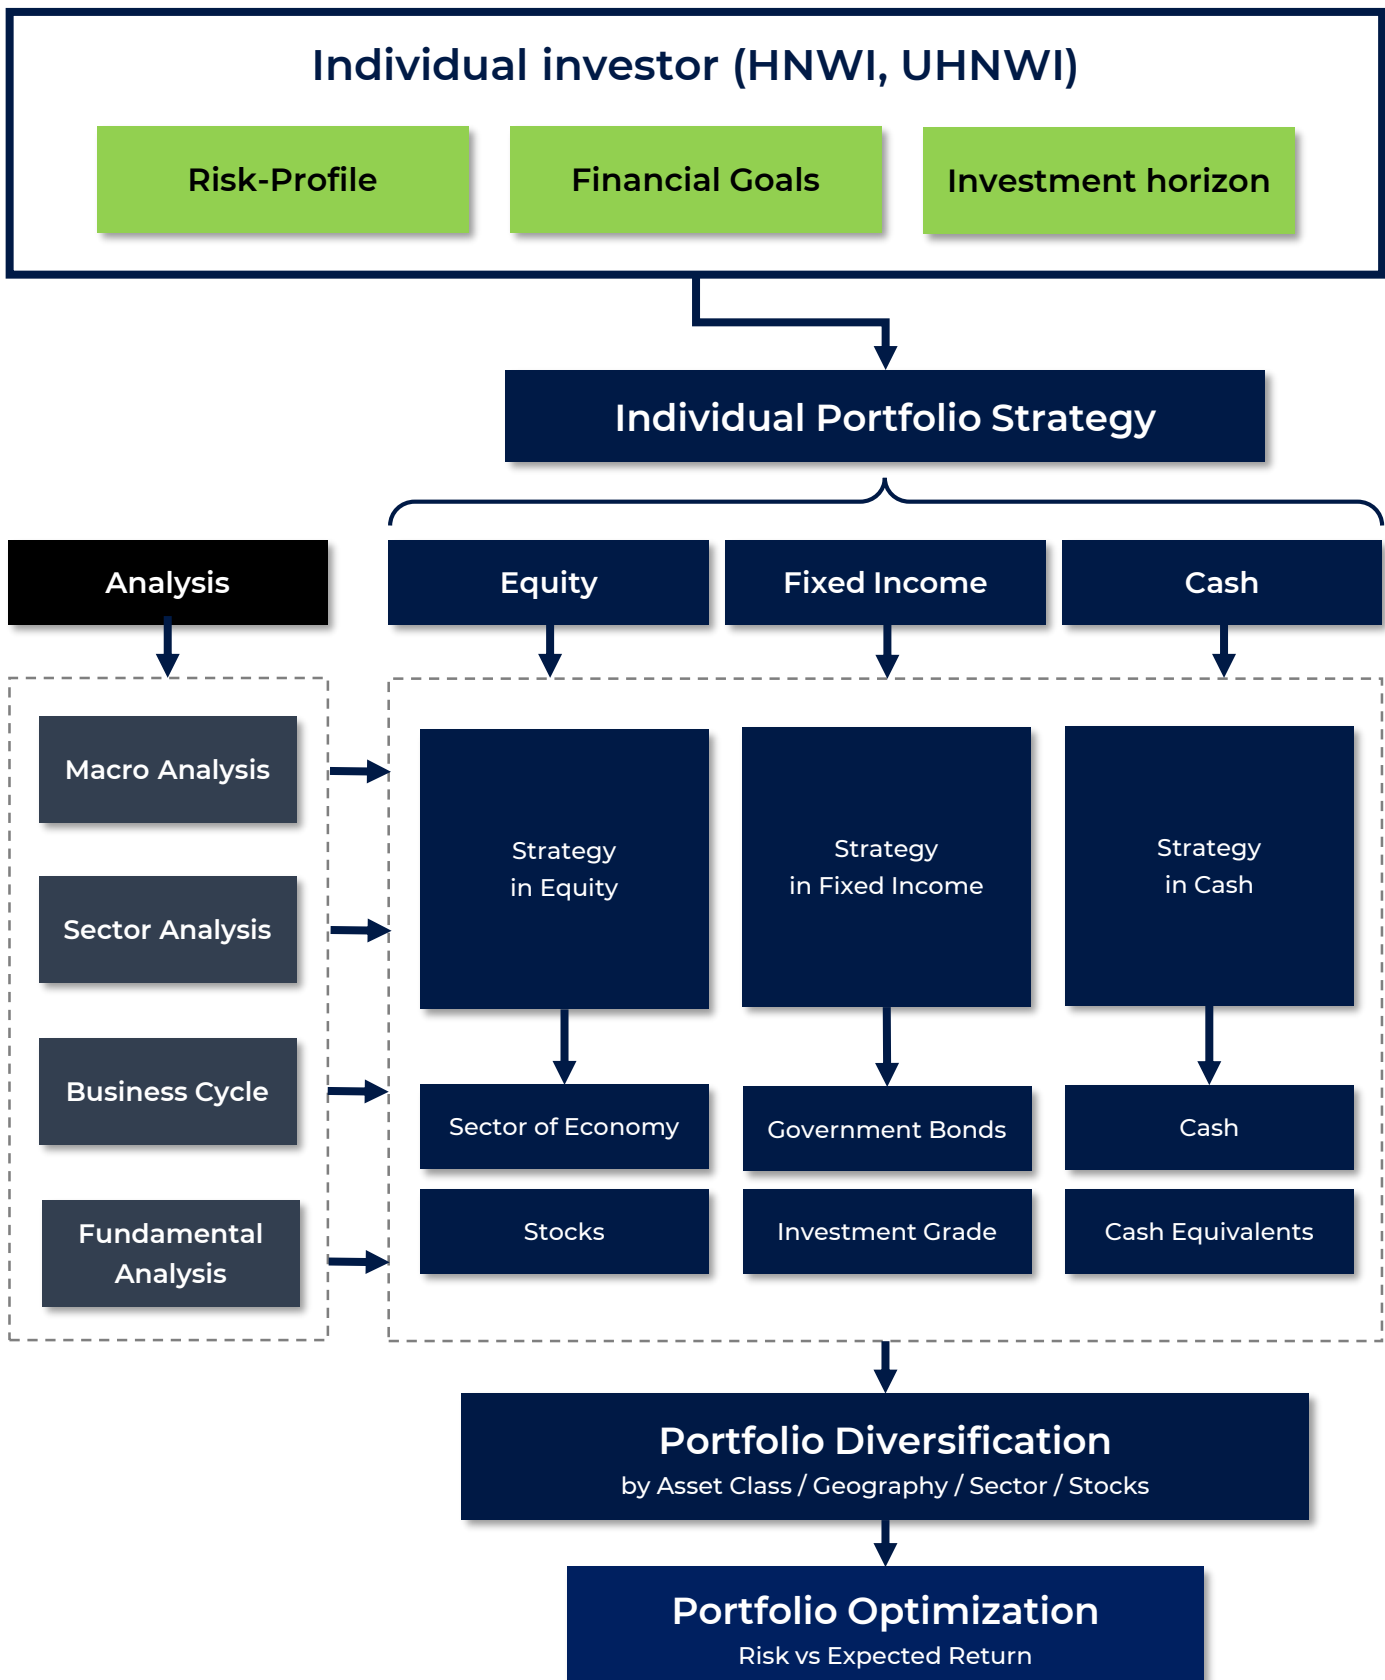 Individual investor (HNWI, UHNWI)
Risk-Profile
Financial Goals
Investment horizon
Individual Portfolio Strategy
Analysis
Equity
Fixed Income
Cash
Macro Analysis
Sector Analysis
Business Cycle
Fundamental
Analysis
Strategy
in Equity
Strategy
in Fixed Income
Strategy
in Cash
Sector of Economy
Government Bonds
Cash
Stocks
Investment Grade
Cash Equivalents
Portfolio Diversification
by Asset Class / Geography / Sector / Stocks
Portfolio Optimization
Risk vs Expected Return